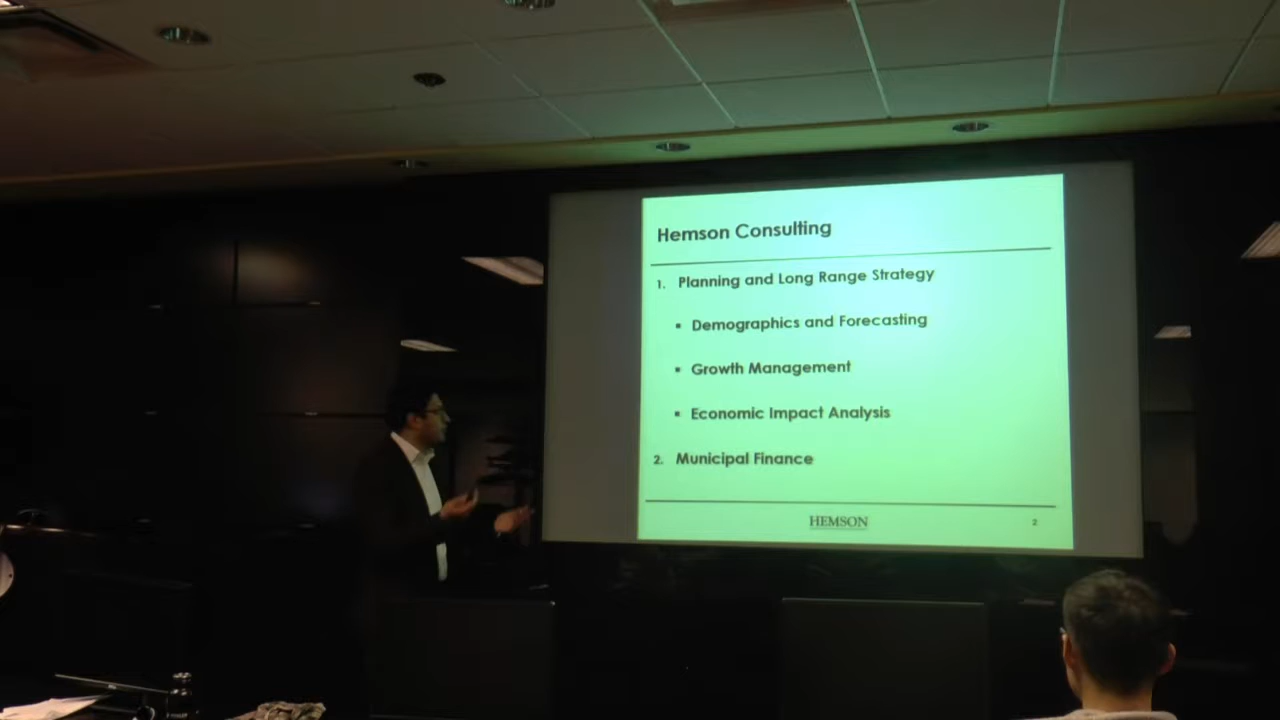 Hemson Consulting
1. Planning and Long Range Strategy
▪ Demographics and Forecasting
▪ Growth Management
▪ Economic Impact Analysis
2. Municipal Finance
HEMSON
2